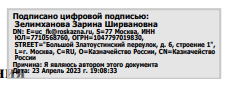 Подписано цифровой подписью:
Зелимханова Зарина Ширвановна
DN: E=uc_fk@roskazna.ru, S=77 Москва, ИНН
ЮЛ=7710568760, ОГРН=1047797019830,
STREET="Большой Златоустинский переулок, д. 6, строение 1",
L=г. Москва, C=RU, O=Казначейство России, CN=Казначейство
России
Причина: Я являюсь автором этого документа
Дата: 23 Апрель 2023 г. 19:08:33